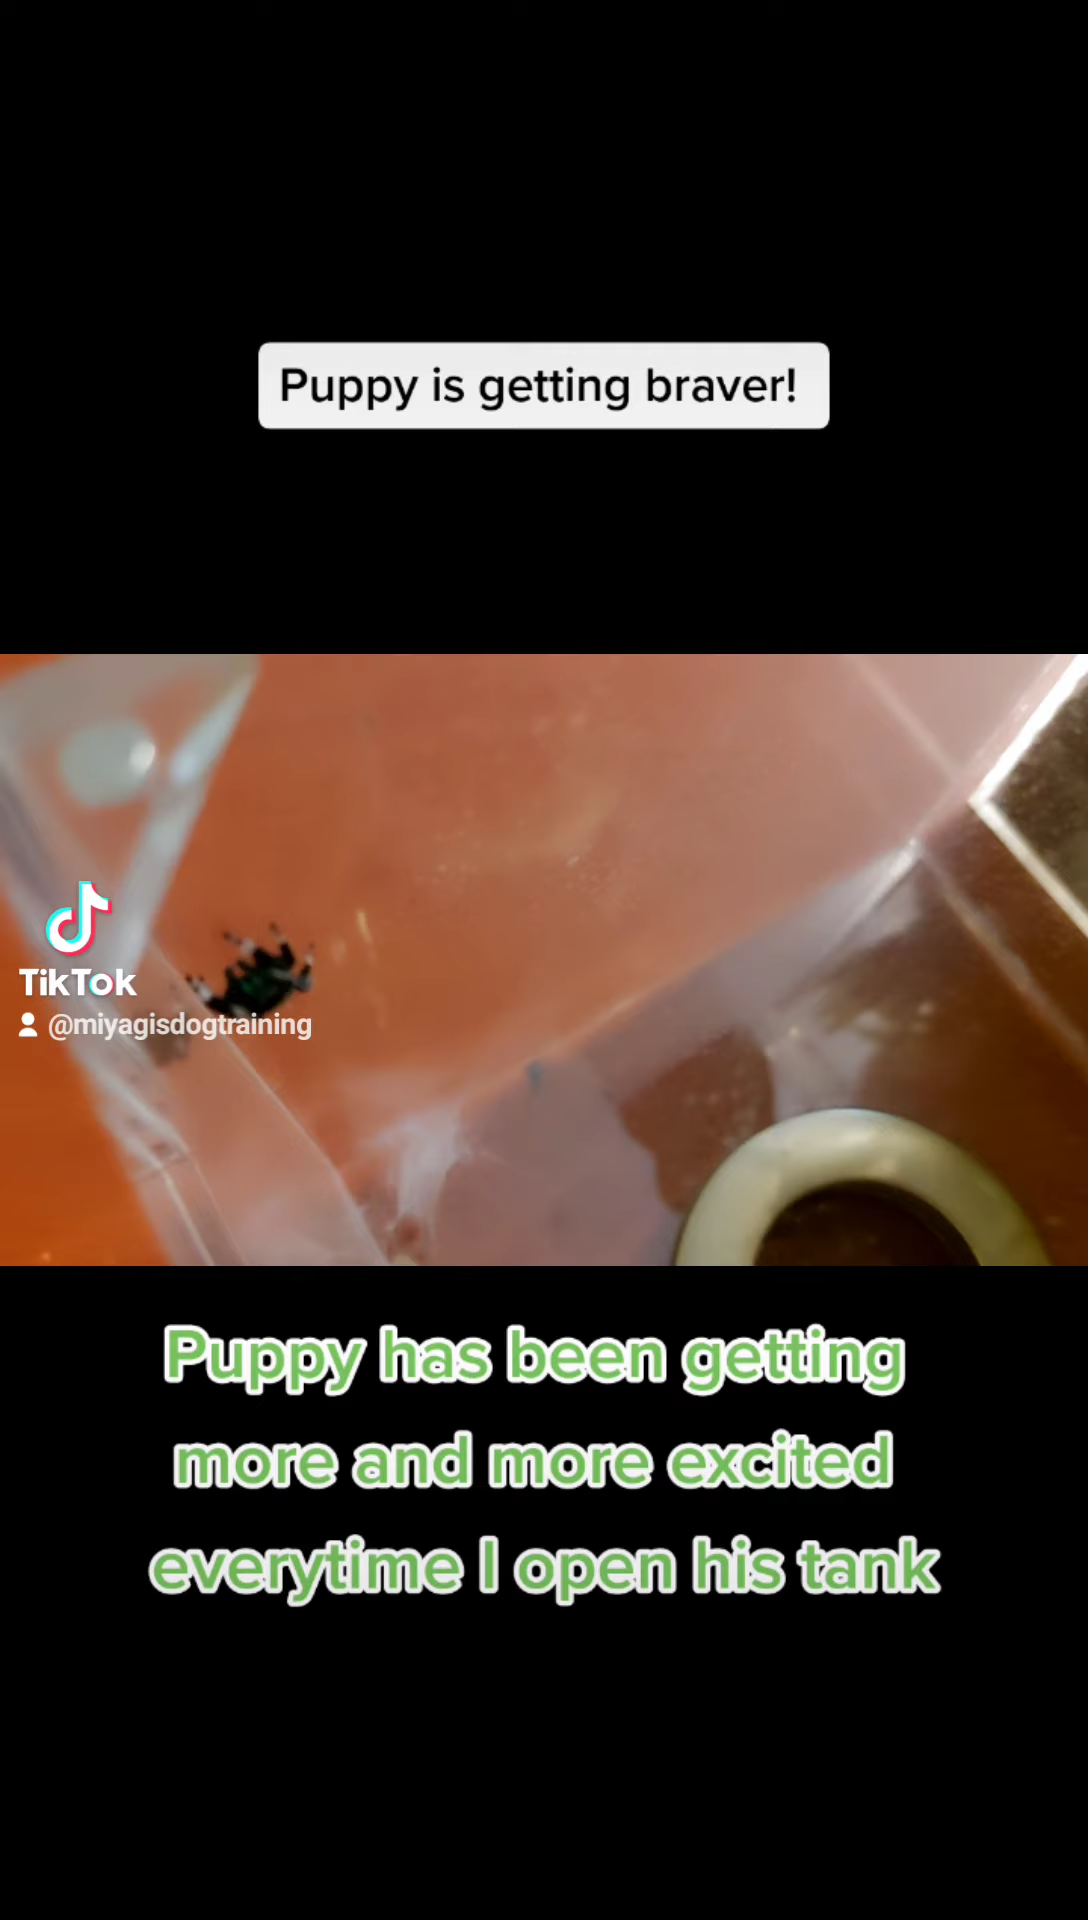 Puppy is getting braver!
TikTok
@miyagisdogtraining
Puppy has been getting
more and more excited
everytime I open his tank